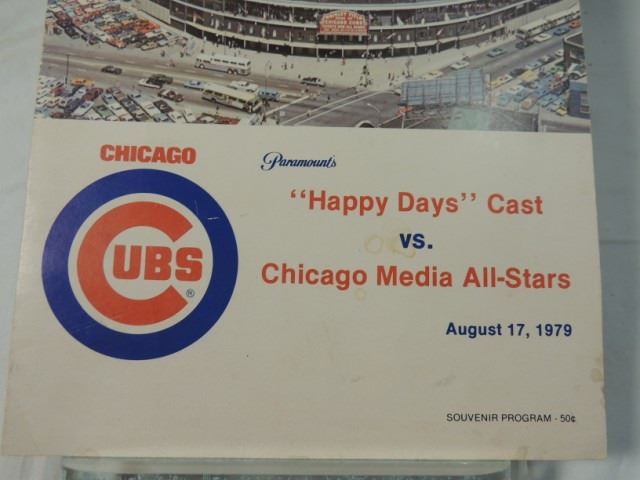 CHICAGO
CUBS
®
Paramount's
"Happy Days" Cast
vs.
Chicago Media All-Stars
August 17, 1979
SOUVENIR PROGRAM - 50¢